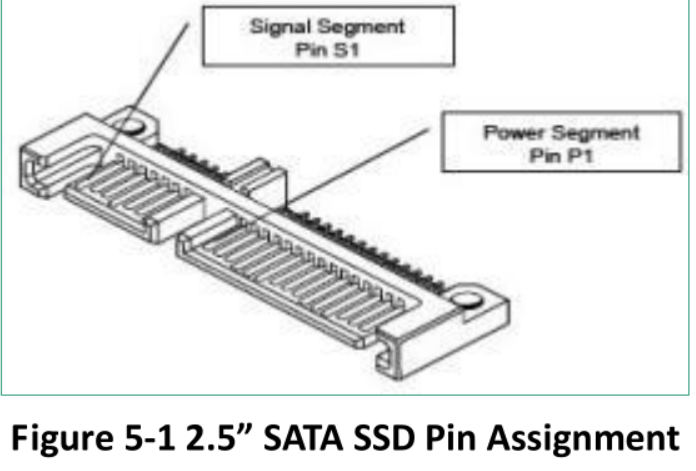 Signal Segment
Pin S1
Power Segment
Pin P1
Figure 5-1 2.5” SATA SSD Pin Assignment